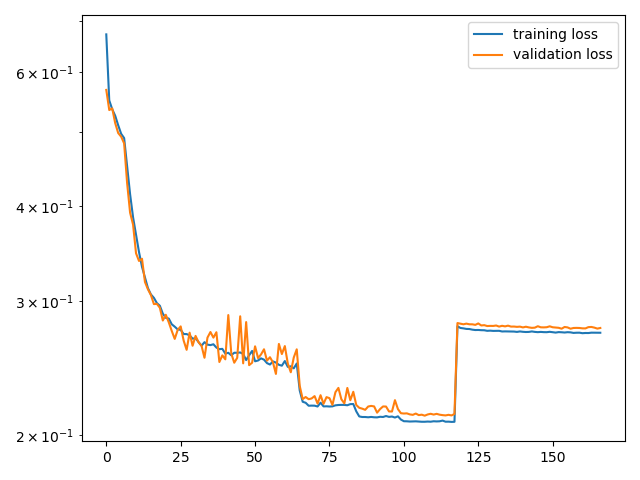 training loss
validation loss
6 × 10⁻¹
4 × 10⁻¹
3 × 10⁻¹
2 × 10⁻¹
0 25 50 75 100 125 150